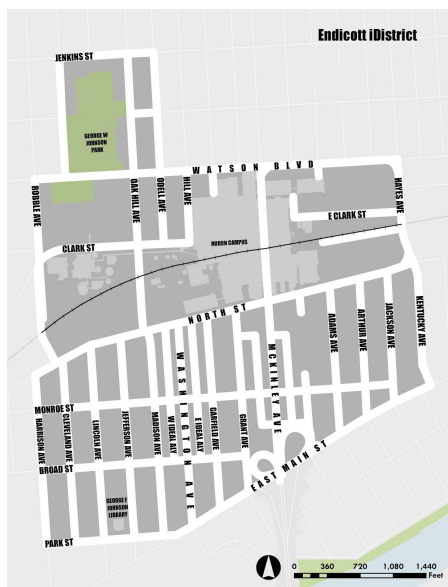 Endicott iDistrict
JENKINS ST
GEORGE W
JOHNSON
PARK
WATSON BLVD
ROBBLE AVE
OAK HILL AVE
ODELL AVE
HILL AVE
HAYES AVE
E CLARK ST
CLARK ST
HURON CAMPUS
NORTH ST
WASHINGTON AVE
MCKINLEY AVE
ADAMS AVE
ARTHUR AVE
JACKSON AVE
KENTUCKY AVE
MONROE ST
HARRISON AVE
CLEVELAND AVE
LINCOLN AVE
JEFFERSON AVE
MADISON AVE
W IDEAL ALY
E IDEAL ALY
GARFIELD AVE
GRANT AVE
BROAD ST
EAST MAIN ST
GEORGE F
JOHNSON
LIBRARY
PARK ST
0 360 720 1,080 1,440
Feet